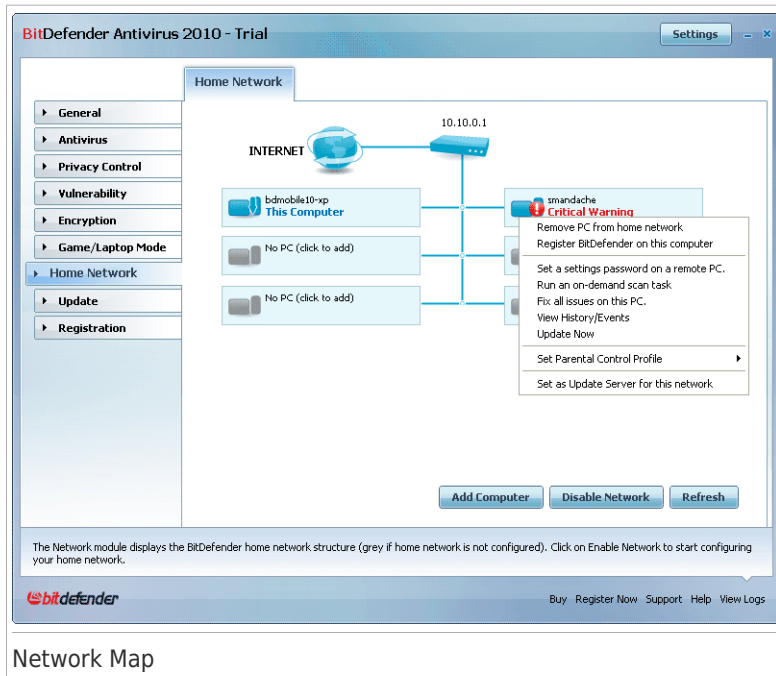 BitDefender Antivirus 2010 - Trial
Settings
Home Network
General
Antivirus
Privacy Control
Vulnerability
Encryption
Game/Laptop Mode
Home Network
Update
Registration
10.10.0.1
INTERNET
bdmobile10-xp
This Computer
smandache
Critical Warning
No PC (click to add)
No PC (click to add)
Remove PC from home network
Register BitDefender on this computer
Set a settings password on a remote PC.
Run an on-demand scan task
Fix all issues on this PC.
View History/Events
Update Now
Set Parental Control Profile
Set as Update Server for this network
Add Computer
Disable Network
Refresh
The Network module displays the BitDefender home network structure (grey if home network is not configured). Click on Enable Network to start configuring
your home network.
bitdefender
Buy Register Now Support Help View Logs
Network Map